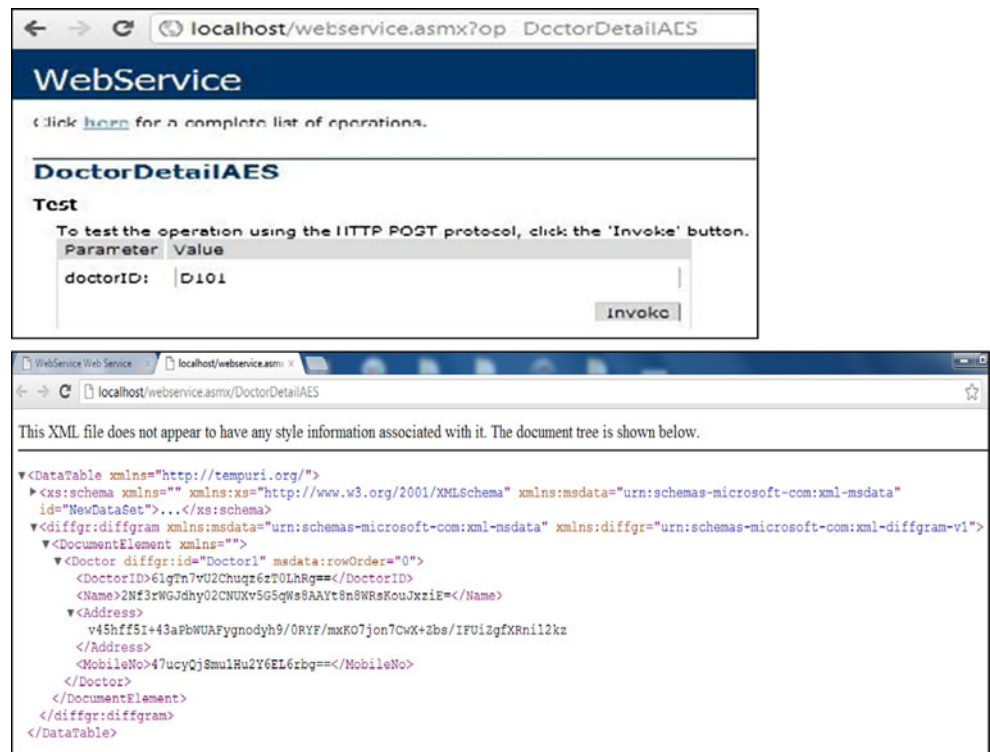 localhost/webservice.asmx?op DoctorDetailAES
WebService
Click here for a complete list of operations.
DoctorDetailAES
Test
To test the operation using the HTTP POST protocol, click the 'Invoke' button.
Parameter Value
doctorID: D101
Invoke
WebService Web Service × localhost/webservice.asm ×
localhost/webservice.asmx/DoctorDetailAES
This XML file does not appear to have any style information associated with it. The document tree is shown below.
▼<DataTable xmlns="http://tempuri.org/">
▶<xs:schema xmlns="" xmlns:xs="http://www.w3.org/2001/XMLSchema" xmlns:msdata="urn:schemas-microsoft-com:xml-msdata"
id="NewDataSet">...</xs:schema>
▼<diffgr:diffgram xmlns:msdata="urn:schemas-microsoft-com:xml-msdata" xmlns:diffgr="urn:schemas-microsoft-com:xml-diffgram-v1">
▼<DocumentElement xmlns="">
▼<Doctor diffgr:id="Doctor1" msdata:rowOrder="0">
<DoctorID>61gTn7vU2Chuqz6zT0LhRg==</DoctorID>
<Name>2Nf3rWGJdhy02CNUXv5G5qWs8AAYt8n8WRsKouJxziE=</Name>
▼<Address>
v45hff5I+43aPbWUAFygnodyh9/0RYF/mxKO7jon7CwX+Zbs/IFUiZgfXRnil2kz
</Address>
<MobileNo>47ucyQjSmu1Hu2Y6EL6rbg==</MobileNo>
</Doctor>
</DocumentElement>
</diffgr:diffgram>
</DataTable>